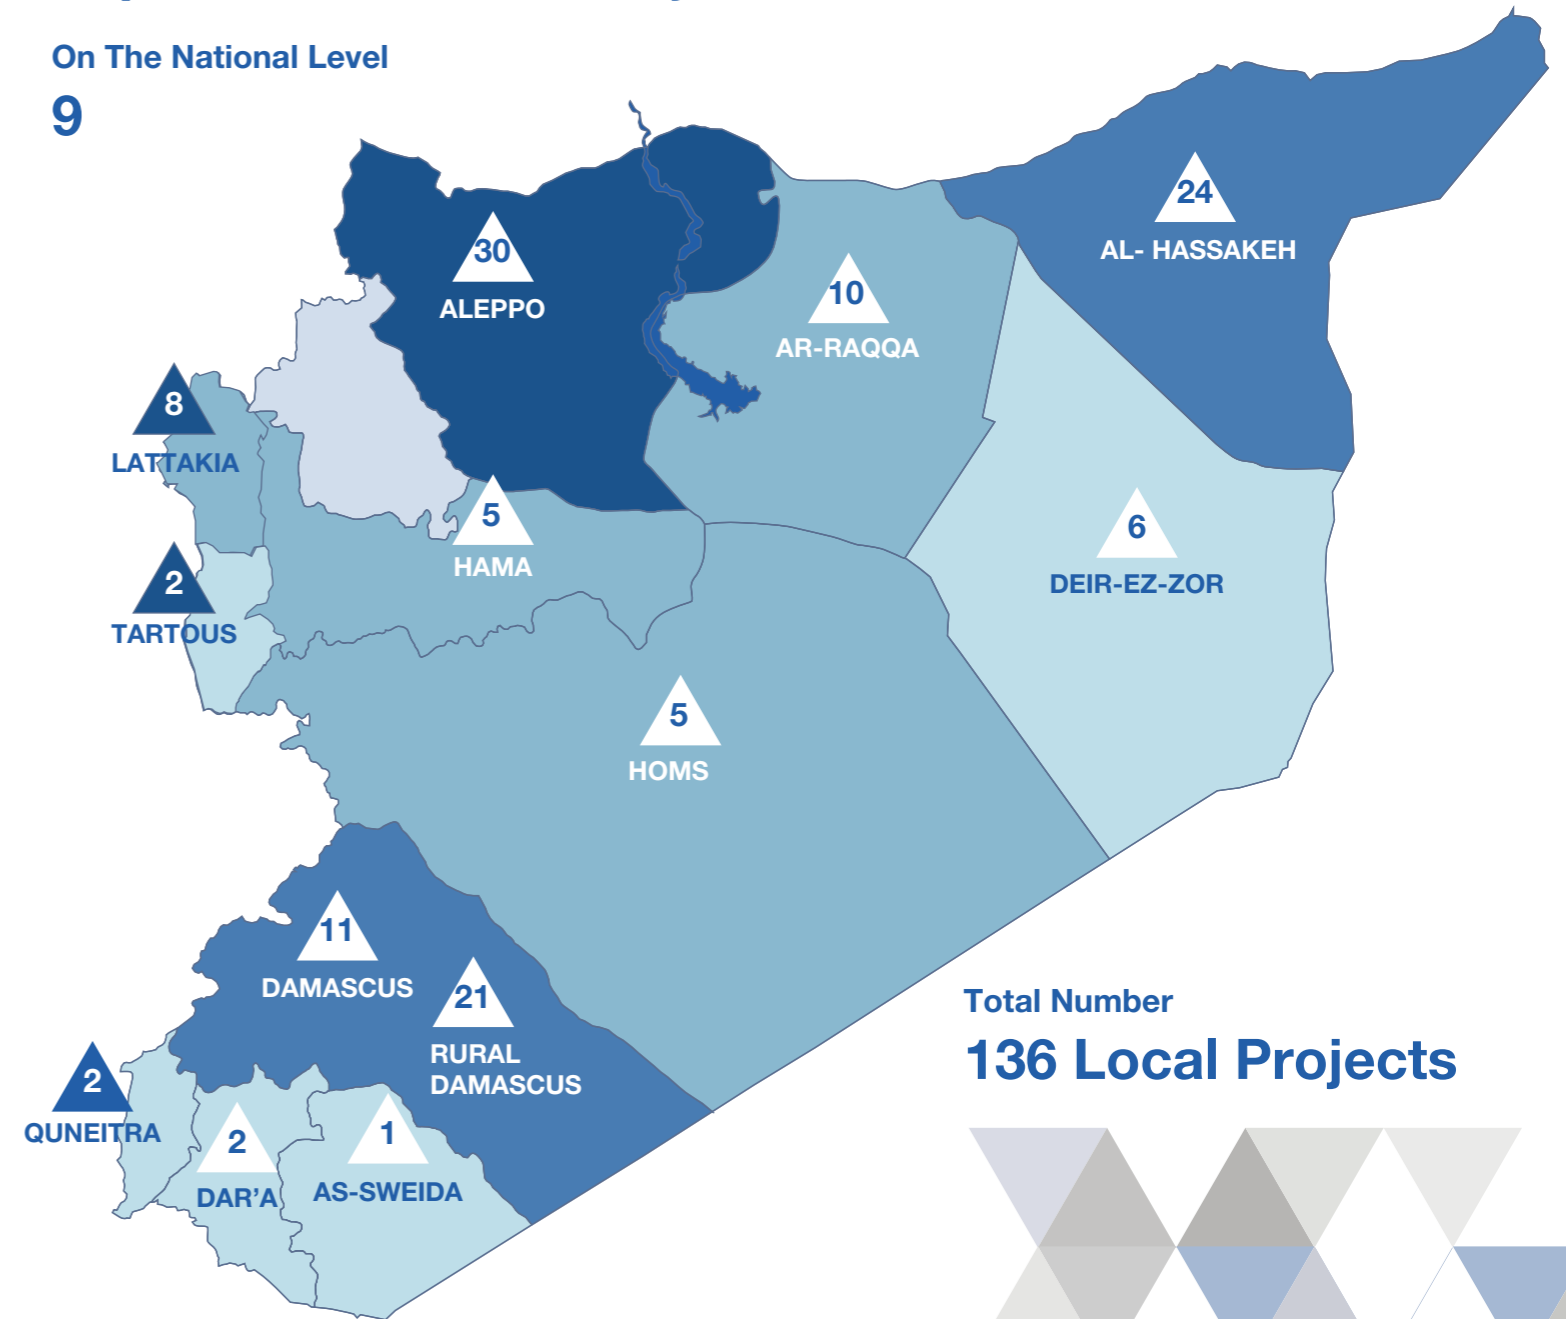 On The National Level
9
24
AL- HASSAKEH
30
ALEPPO
10
AR-RAQQA
8
LATTAKIA
5
HAMA
6
DEIR-EZ-ZOR
2
TARTOUS
5
HOMS
11
DAMASCUS
21
RURAL
DAMASCUS
2
QUNEITRA
2
DAR’A
1
AS-SWEIDA
Total Number
136 Local Projects